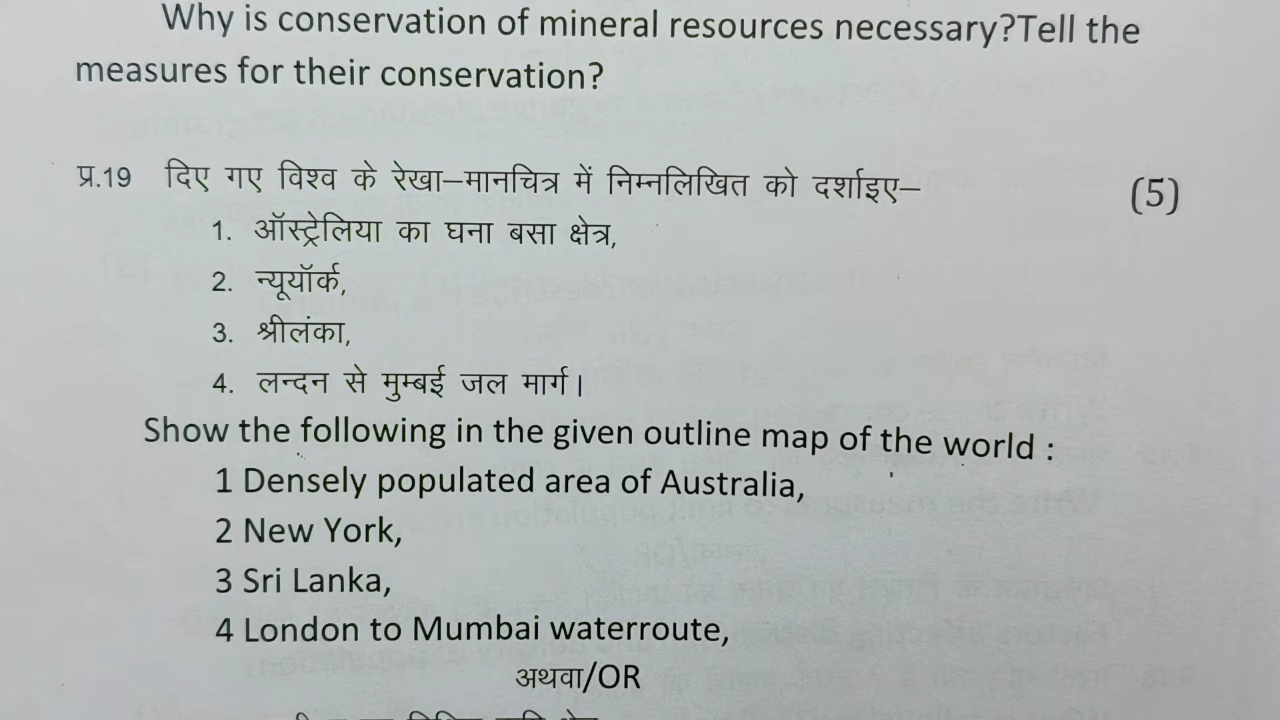 Why is conservation of mineral resources necessary?Tell the
measures for their conservation?
प्र.19 दिए गए विश्व के रेखा–मानचित्र में निम्नलिखित को दर्शाइए– (5)
1. ऑस्ट्रेलिया का घना बसा क्षेत्र,
2. न्यूयॉर्क,
3. श्रीलंका,
4. लन्दन से मुम्बई जल मार्ग।
Show the following in the given outline map of the world :
1 Densely populated area of Australia,
2 New York,
3 Sri Lanka,
4 London to Mumbai waterroute,
अथवा/OR